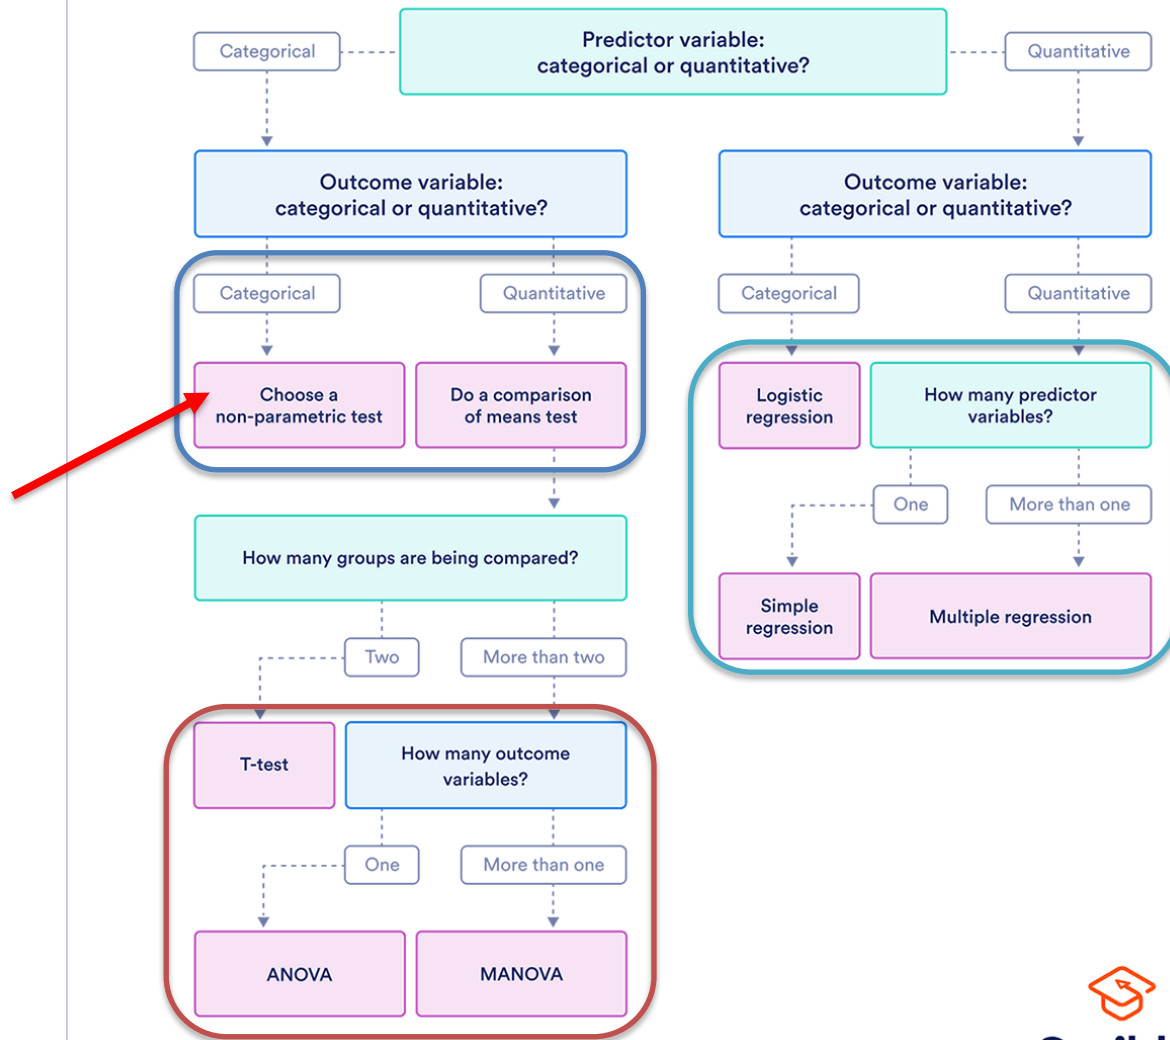 Predictor variable:
categorical or quantitative?
Categorical
Quantitative
Outcome variable:
categorical or quantitative?
Outcome variable:
categorical or quantitative?
Categorical
Quantitative
Categorical
Quantitative
Choose a
non-parametric test
Do a comparison
of means test
Logistic
regression
How many predictor
variables?
One
More than one
How many groups are being compared?
Simple
regression
Multiple regression
Two
More than two
T-test
How many outcome
variables?
One
More than one
ANOVA
MANOVA